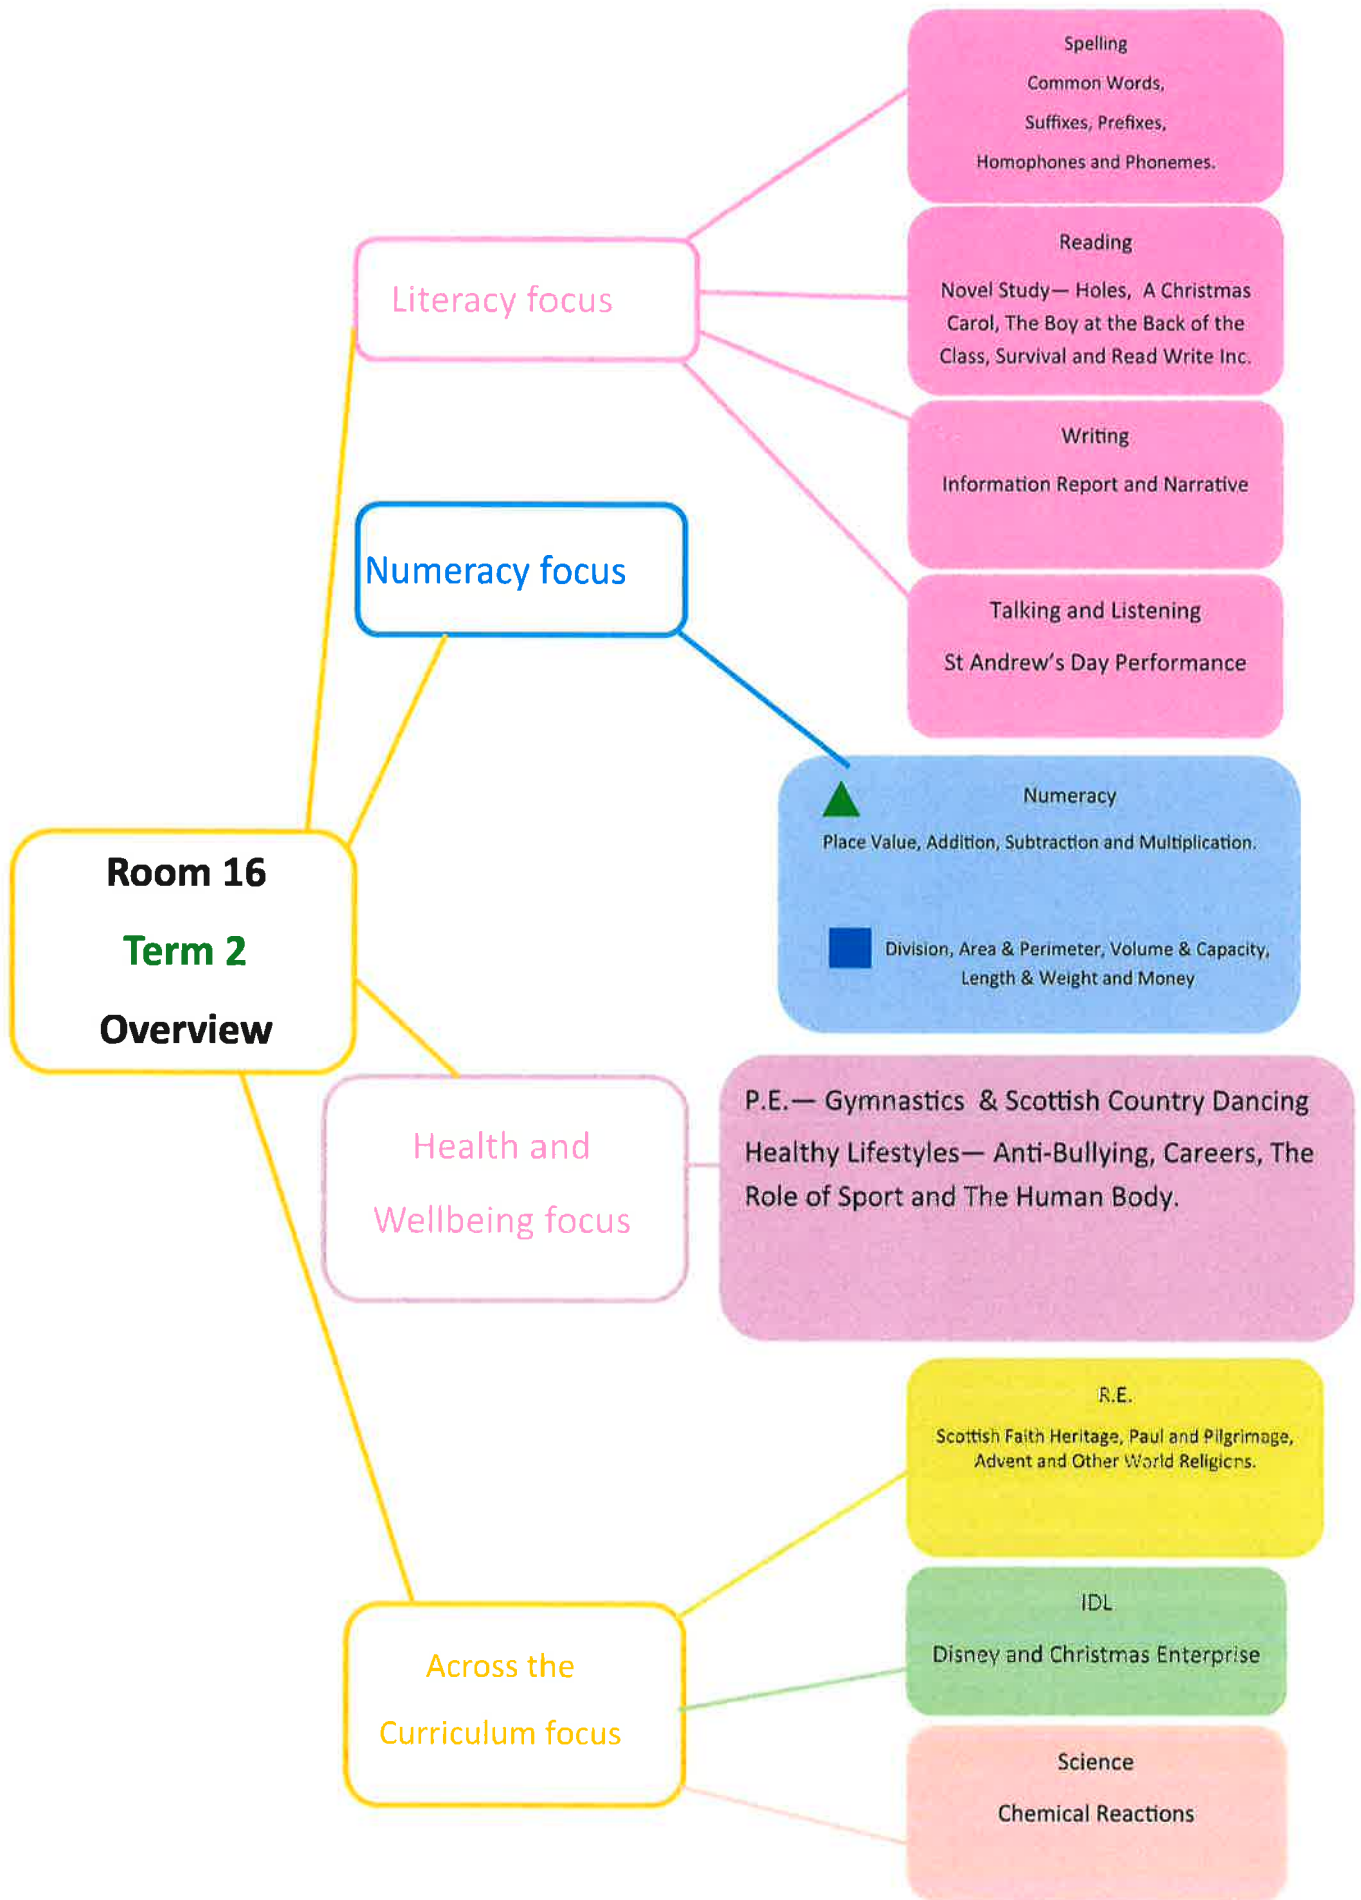 Room 16
Term 2
Overview
Literacy focus
Spelling
Common Words,
Suffixes, Prefixes,
Homophones and Phonemes.
Reading
Novel Study— Holes, A Christmas
Carol, The Boy at the Back of the
Class, Survival and Read Write Inc.
Writing
Information Report and Narrative
Talking and Listening
St Andrew's Day Performance
Numeracy focus
Numeracy
Place Value, Addition, Subtraction and Multiplication.
Division, Area & Perimeter, Volume & Capacity,
Length & Weight and Money
Health and
Wellbeing focus
P.E.— Gymnastics & Scottish Country Dancing
Healthy Lifestyles— Anti-Bullying, Careers, The
Role of Sport and The Human Body.
Across the
Curriculum focus
R.E.
Scottish Faith Heritage, Paul and Pilgrimage,
Advent and Other World Religions.
IDL
Disney and Christmas Enterprise
Science
Chemical Reactions